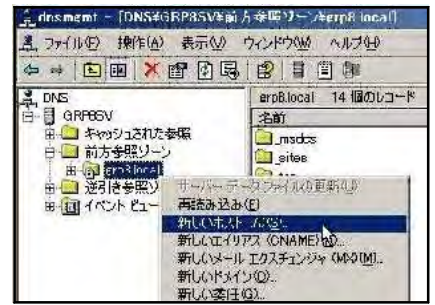 dnsmgmt - [DNS¥GRP8SV¥前方参照ゾーン¥grp8.local]
ファイル(F) 操作(A) 表示(V) ウィンドウ(W) ヘルプ(H)
DNS
GRP8SV
キャッシュされた参照
前方参照ゾーン
grp8.local
逆引き参照ゾ
イベント ビュー
grp8.local 14 個のレコード
名前
_msdcs
_sites
サーバー データ ファイルの更新(U)
再読み込み(E)
新しいホスト (A)(S)...
新しいエイリアス (CNAME)(A)...
新しいメール エクスチェンジャ (MX)(M)...
新しいドメイン(O)...
新しい委任(G)...